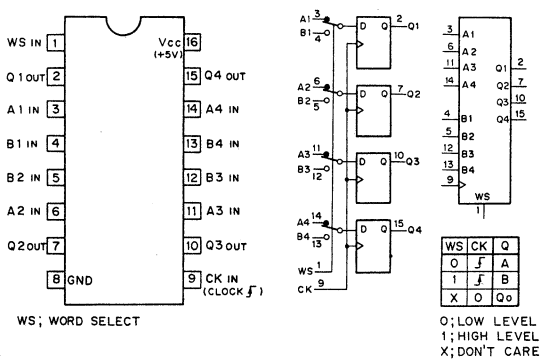 WS IN 1
16 Vcc (+5V)
Q1 OUT 2
15 Q4 OUT
A1 IN 3
14 A4 IN
B1 IN 4
13 B4 IN
B2 IN 5
12 B3 IN
A2 IN 6
11 A3 IN
Q2 OUT 7
10 Q3 OUT
8 GND
9 CK IN
(CLOCK ƒ)
WS; WORD SELECT
A1 3
B1 4
D Q 2 Q1
A2 6
B2 5
D Q 7 Q2
A3 11
B3 12
D Q 10 Q3
A4 14
B4 13
D Q 15 Q4
WS 1
CK 9
3 A1
6 A2
11 A3
14 A4
Q1 2
Q2 7
Q3 10
Q4 15
4 B1
5 B2
12 B3
13 B4
9
WS
1
WS CK Q
0 ƒ A
1 ƒ B
X 0 Qo
0; LOW LEVEL
1; HIGH LEVEL
X; DON'T CARE